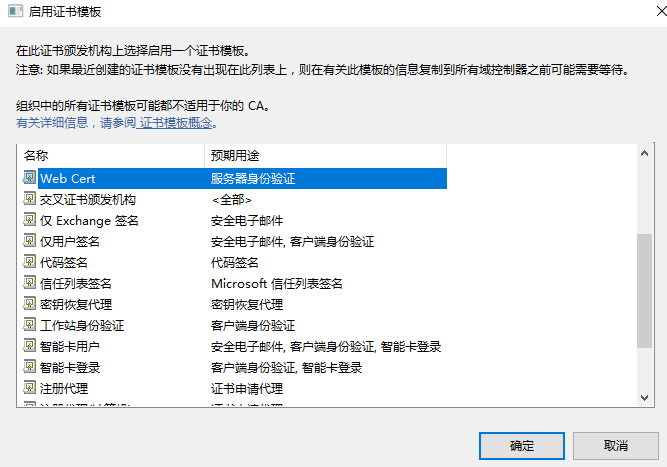 启用证书模板
在此证书颁发机构上选择启用一个证书模板。
注意: 如果最近创建的证书模板没有出现在此列表上，则在有关此模板的信息复制到所有域控制器之前可能需要等待。
组织中的所有证书模板可能都不适用于你的 CA。
有关详细信息，请参阅 证书模板概念。
名称 预期用途
Web Cert 服务器身份验证
交叉证书颁发机构 <全部>
仅 Exchange 签名 安全电子邮件
仅用户签名 安全电子邮件, 客户端身份验证
代码签名 代码签名
信任列表签名 Microsoft 信任列表签名
密钥恢复代理 密钥恢复代理
工作站身份验证 客户端身份验证
智能卡用户 安全电子邮件, 客户端身份验证, 智能卡登录
智能卡登录 客户端身份验证, 智能卡登录
注册代理 证书申请代理
确定 取消